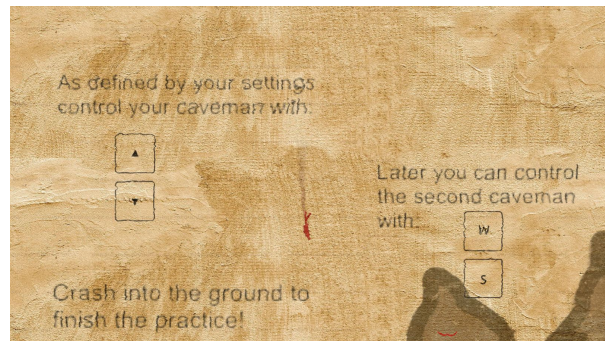 As defined by your settings
control your caveman with:
▲
▼
Later you can control
the second caveman
with:
W
S
Crash into the ground to
finish the practice!